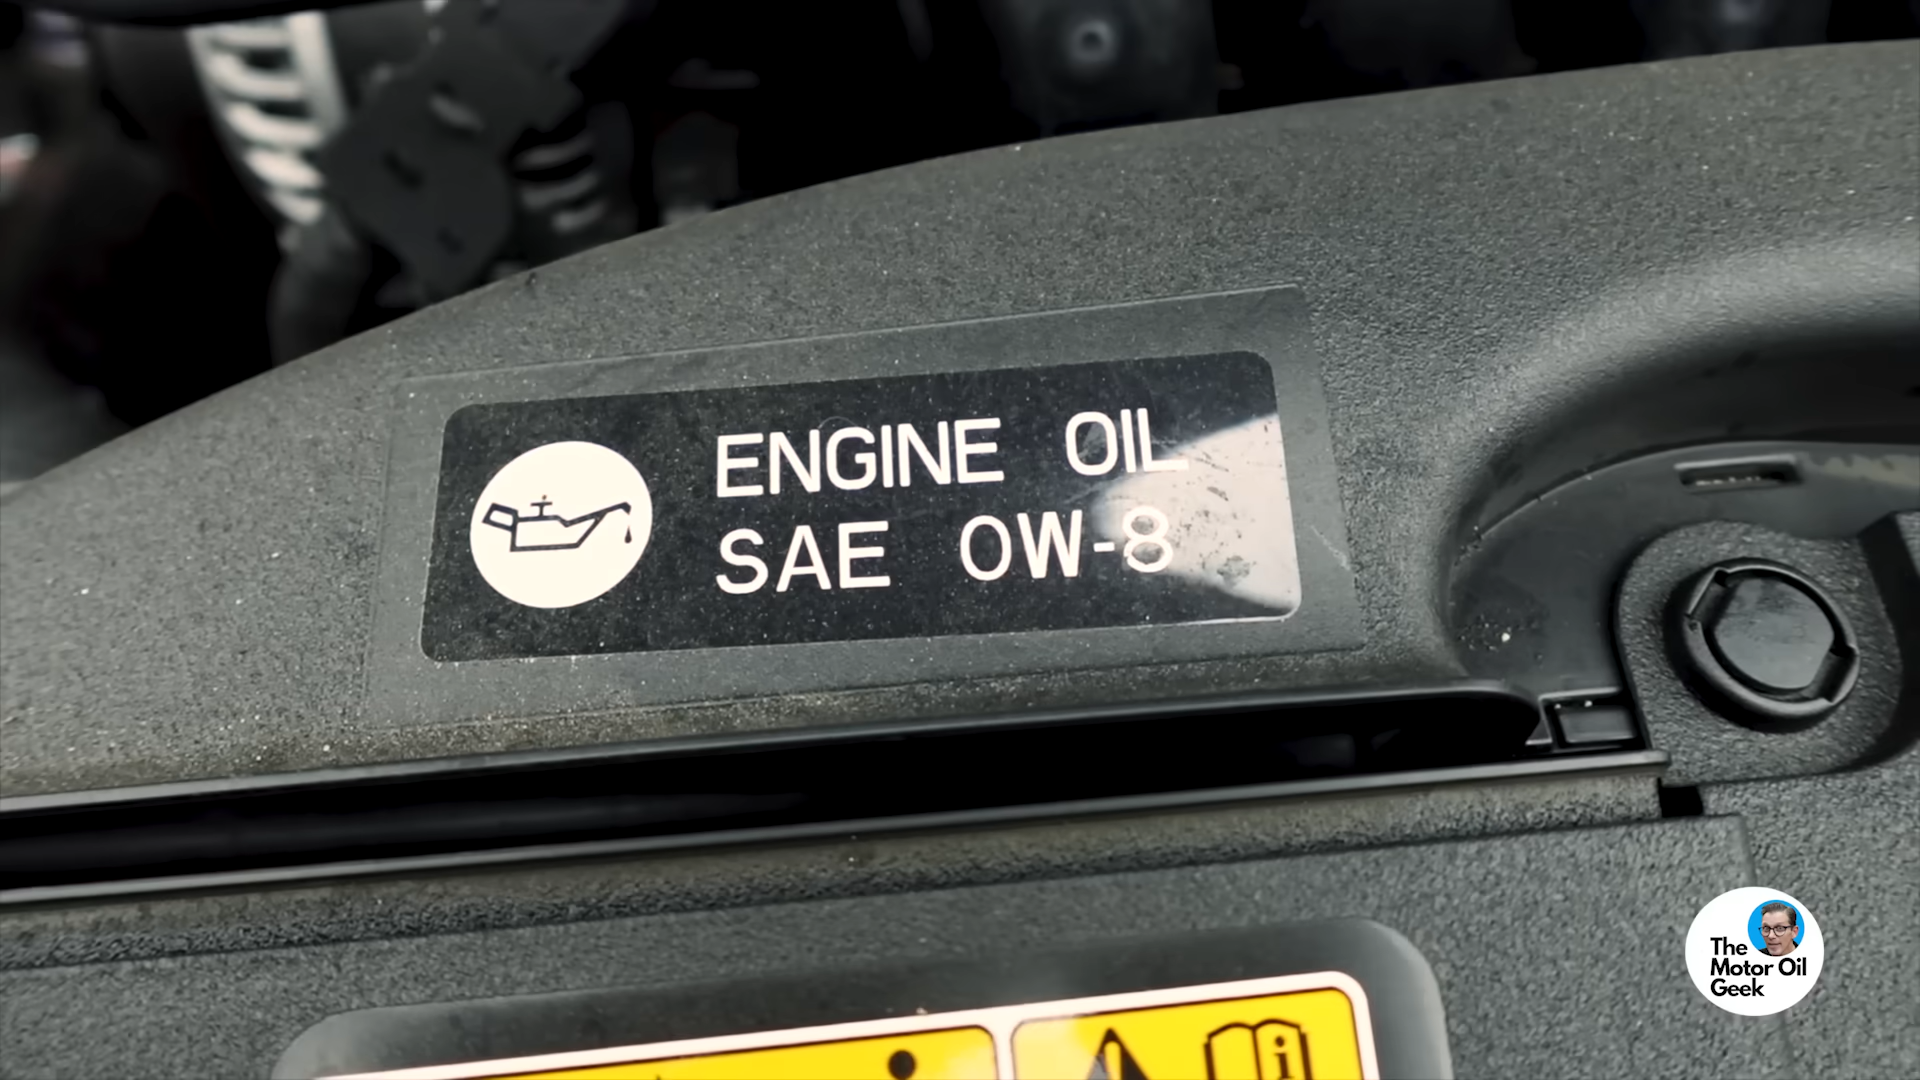 ENGINE OIL
SAE 0W-8
The
Motor Oil
Geek